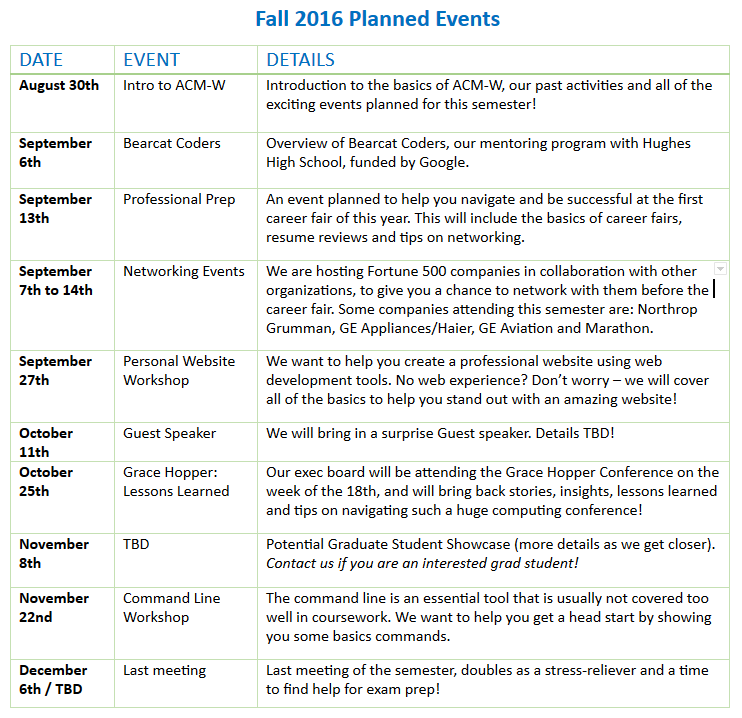 Fall 2016 Planned Events
DATE EVENT DETAILS
August 30th Intro to ACM-W Introduction to the basics of ACM-W, our past activities and all of the
exciting events planned for this semester!
September Bearcat Coders Overview of Bearcat Coders, our mentoring program with Hughes
6th High School, funded by Google.
September Professional Prep An event planned to help you navigate and be successful at the first
13th career fair of this year. This will include the basics of career fairs,
resume reviews and tips on networking.
September Networking Events We are hosting Fortune 500 companies in collaboration with other
7th to 14th organizations, to give you a chance to network with them before the
career fair. Some companies attending this semester are: Northrop
Grumman, GE Appliances/Haier, GE Aviation and Marathon.
September Personal Website We want to help you create a professional website using web
27th Workshop development tools. No web experience? Don’t worry – we will cover
all of the basics to help you stand out with an amazing website!
October Guest Speaker We will bring in a surprise Guest speaker. Details TBD!
11th
October Grace Hopper: Our exec board will be attending the Grace Hopper Conference on the
25th Lessons Learned week of the 18th, and will bring back stories, insights, lessons learned
and tips on navigating such a huge computing conference!
November TBD Potential Graduate Student Showcase (more details as we get closer).
8th Contact us if you are an interested grad student!
November Command Line The command line is an essential tool that is usually not covered too
22nd Workshop well in coursework. We want to help you get a head start by showing
you some basics commands.
December Last meeting Last meeting of the semester, doubles as a stress-reliever and a time
6th / TBD to find help for exam prep!